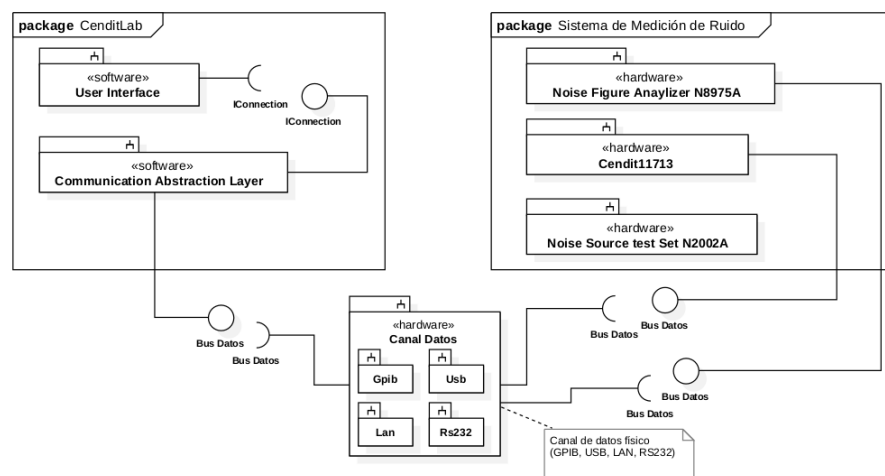 package CenditLab
«software»
User Interface
IConnection
IConnection
«software»
Communication Abstraction Layer
package Sistema de Medición de Ruido
«hardware»
Noise Figure Anaylizer N8975A
«hardware»
Cendit11713
«hardware»
Noise Source test Set N2002A
Bus Datos
Bus Datos
«hardware»
Canal Datos
Gpib
Usb
Lan
Rs232
Bus Datos
Bus Datos
Bus Datos
Bus Datos
Canal de datos físico
(GPIB, USB, LAN, RS232)